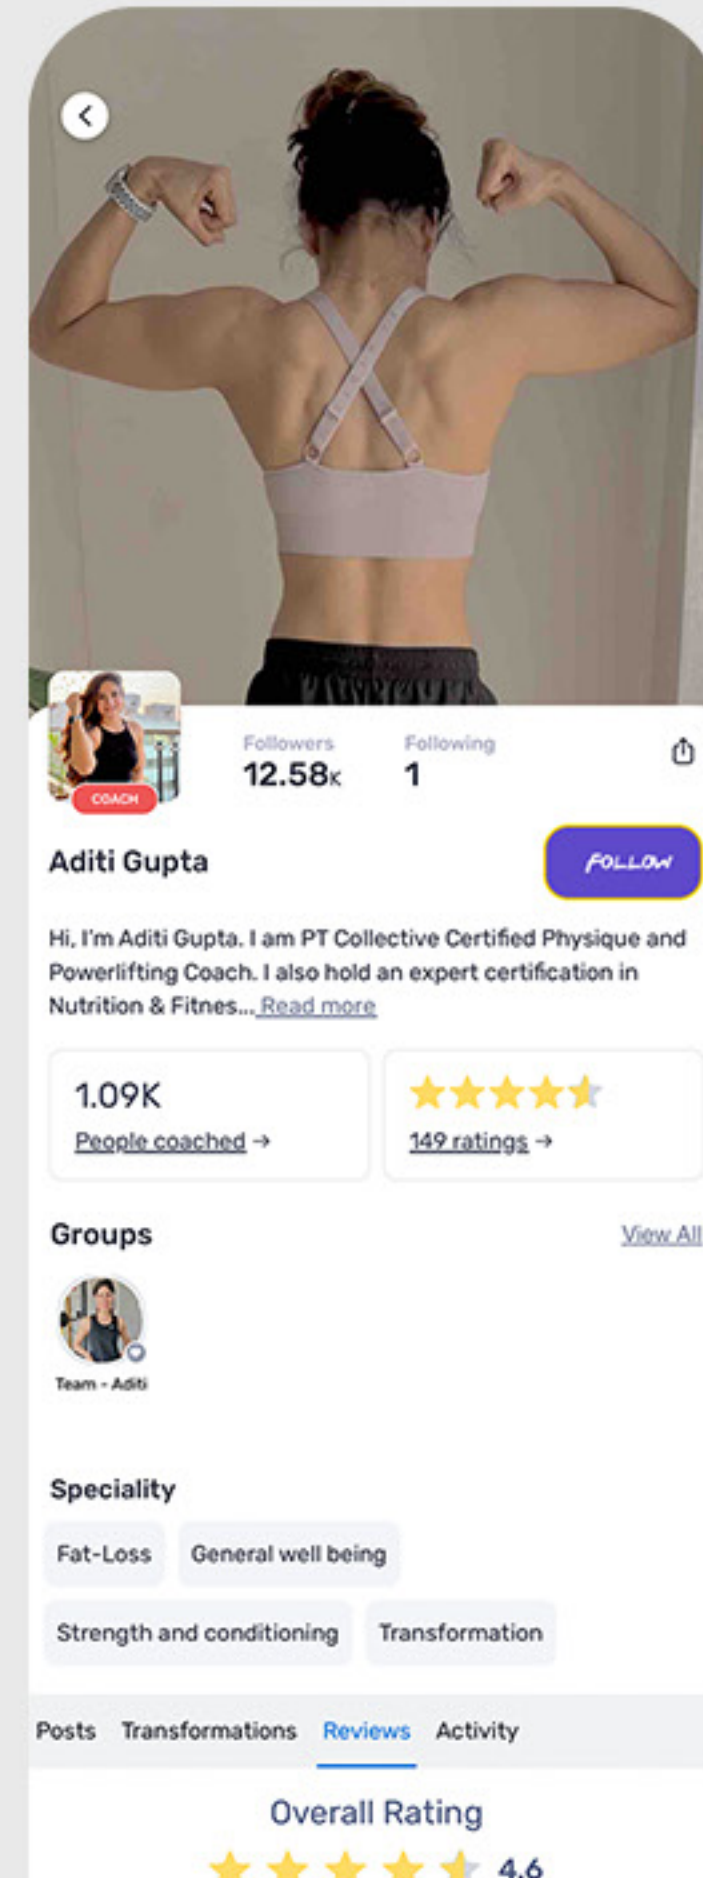 COACH
Followers
12.58K
Following
1
Aditi Gupta
FOLLOW
Hi, I'm Aditi Gupta. I am PT Collective Certified Physique and
Powerlifting Coach. I also hold an expert certification in
Nutrition & Fitnes... Read more
1.09K
People coached →
149 ratings →
Groups
View All
Team - Aditi
Speciality
Fat-Loss
General well being
Strength and conditioning
Transformation
Posts Transformations Reviews Activity
Overall Rating
4.6